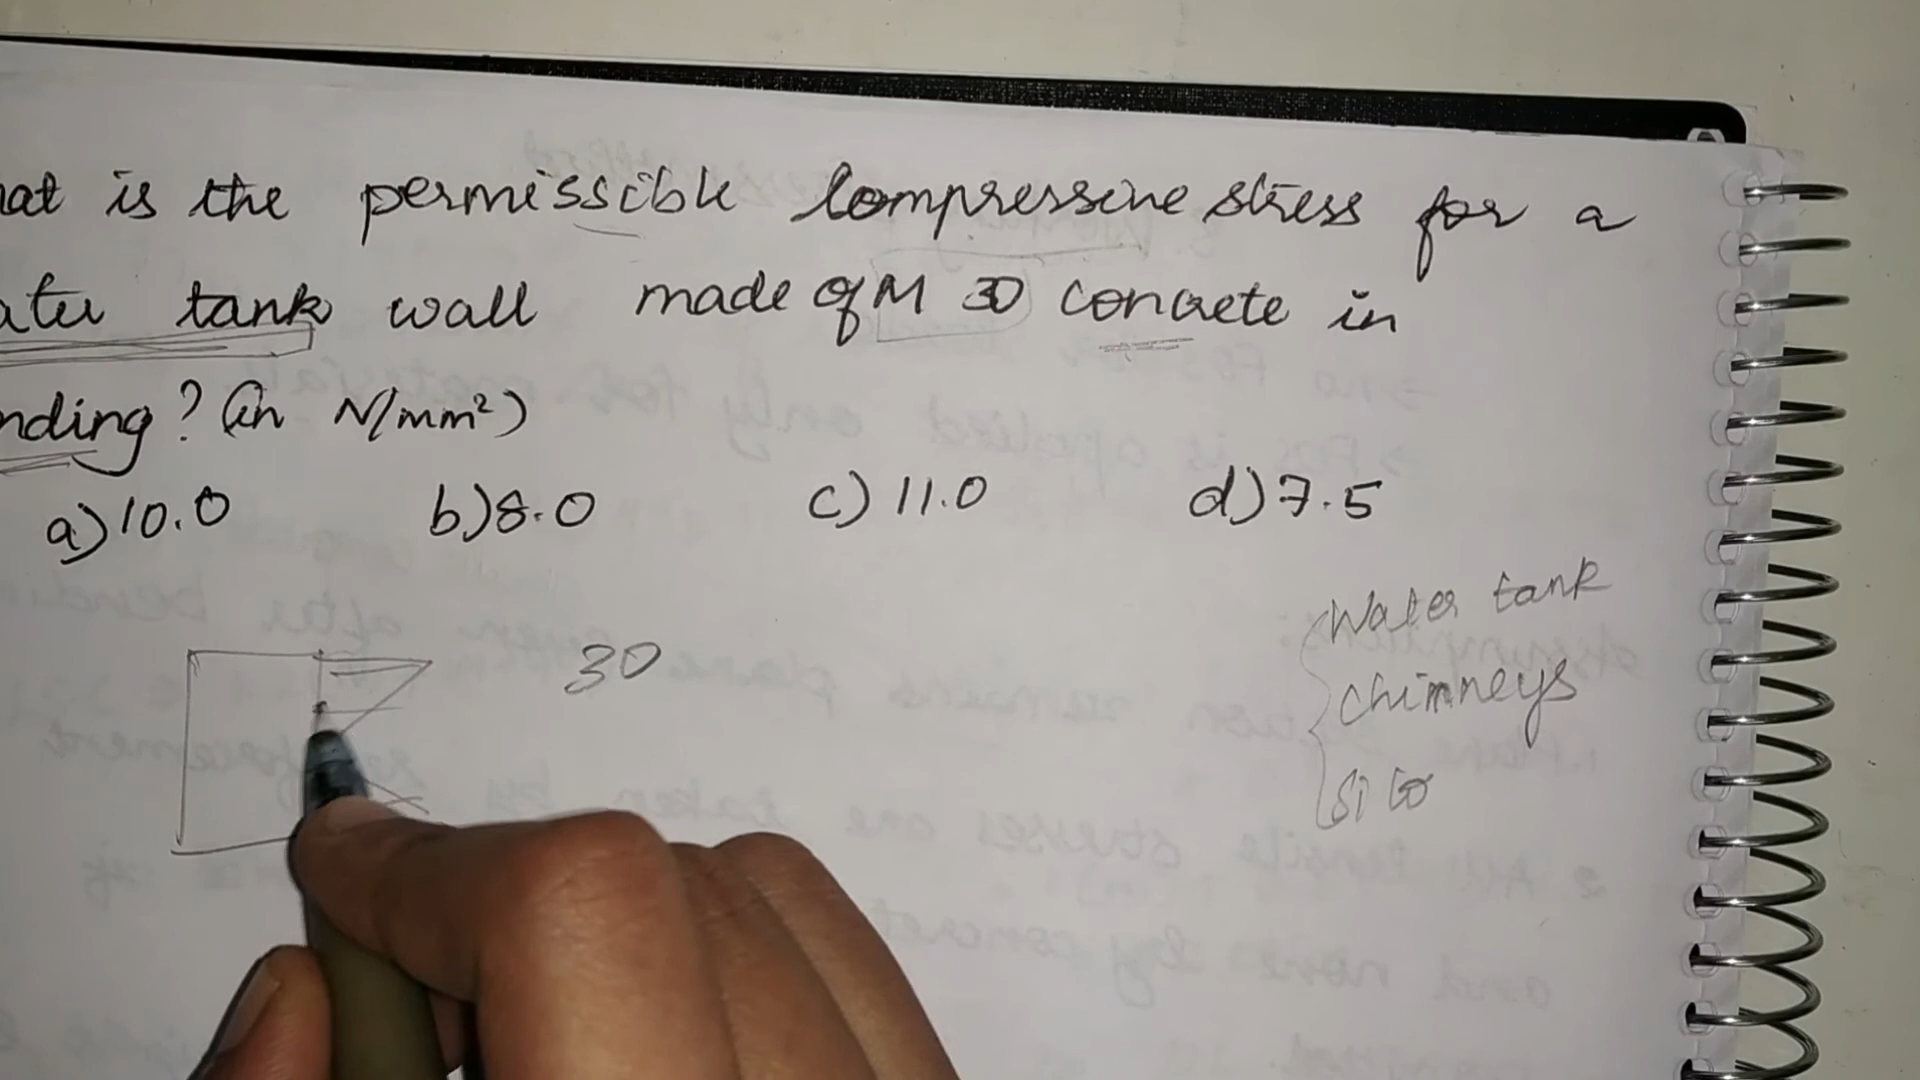 hat is the permissible compressive stress for a
ater tank wall made of M 30 concrete in
nding? (in N/mm²)
a) 10.0 b) 8.0 c) 11.0 d) 7.5
Water tank
30
chimneys
silo